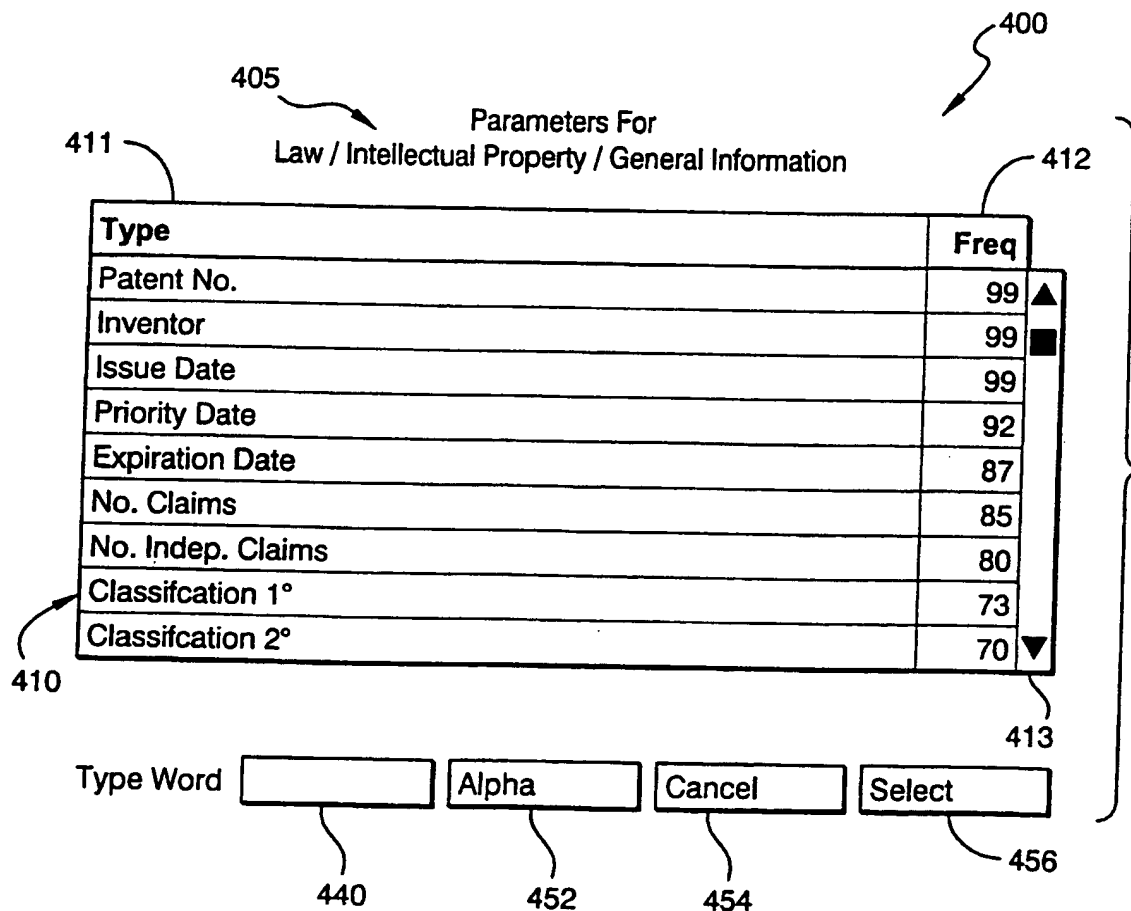 400
405
Parameters For
Law / Intellectual Property / General Information
411
412
Type Freq
Patent No. 99
Inventor 99
Issue Date 99
Priority Date 92
Expiration Date 87
No. Claims 85
No. Indep. Claims 80
Classifcation 1° 73
Classifcation 2° 70
410
413
Type Word Alpha Cancel Select
440 452 454 456